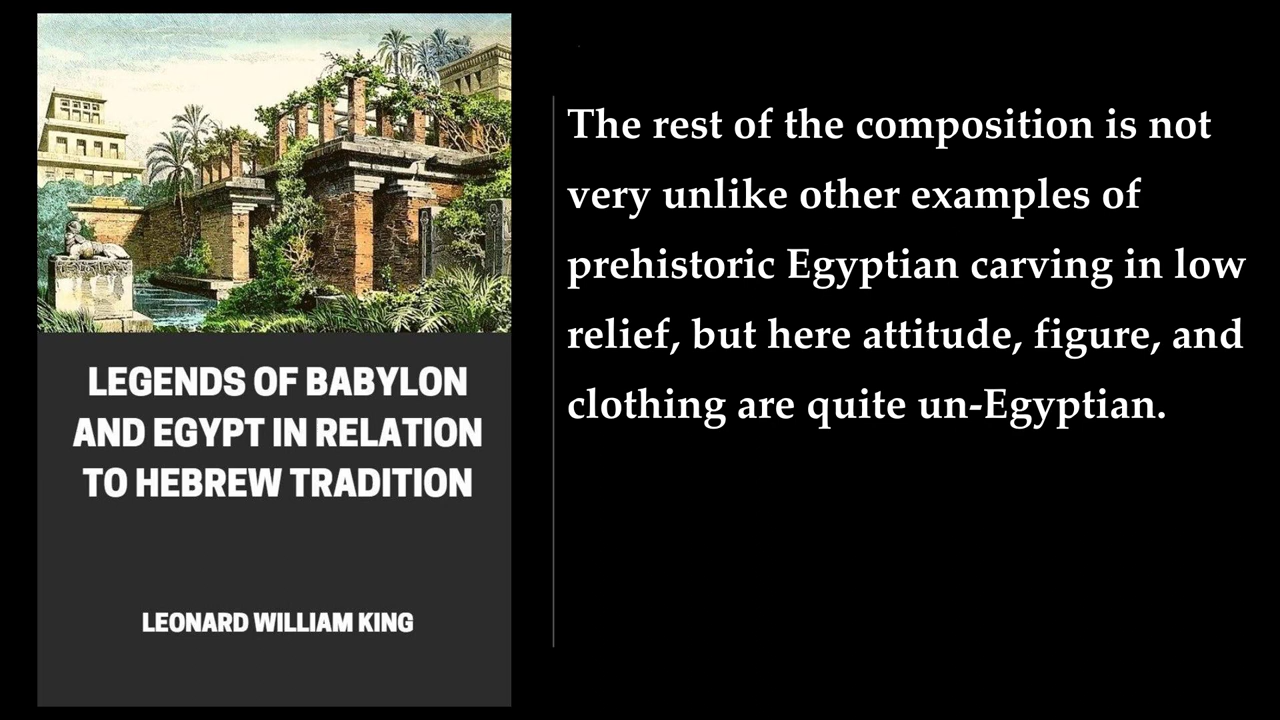 LEGENDS OF BABYLON
AND EGYPT IN RELATION
TO HEBREW TRADITION
LEONARD WILLIAM KING
The rest of the composition is not
very unlike other examples of
prehistoric Egyptian carving in low
relief, but here attitude, figure, and
clothing are quite un-Egyptian.